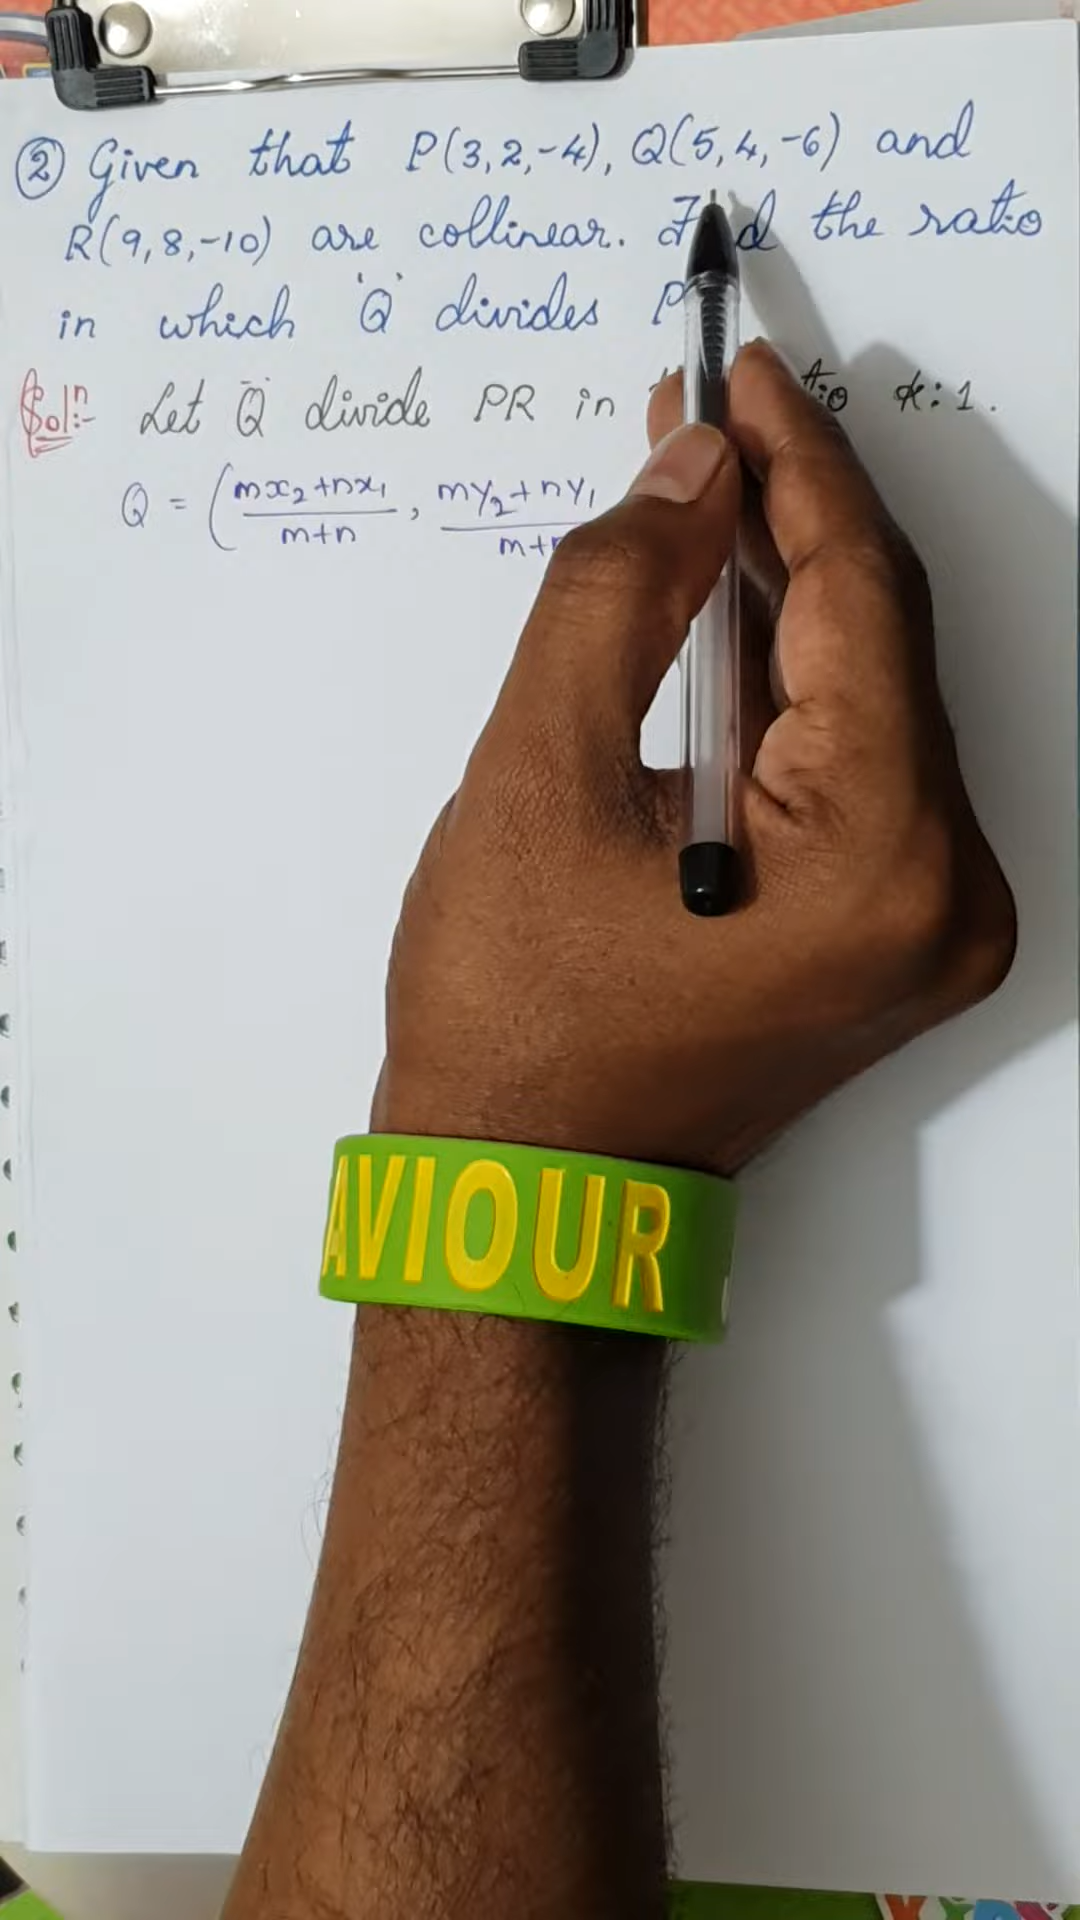 ② Given that P(3,2,-4), Q(5,4,-6) and
R(9,8,-10) are collinear. the ratio
in which 'Q' divides
Solⁿ:- Let Q divide PR in k:1.
Q = (mx₂+nx₁/m+n, my₂+ny₁/m+n
AVIOUR